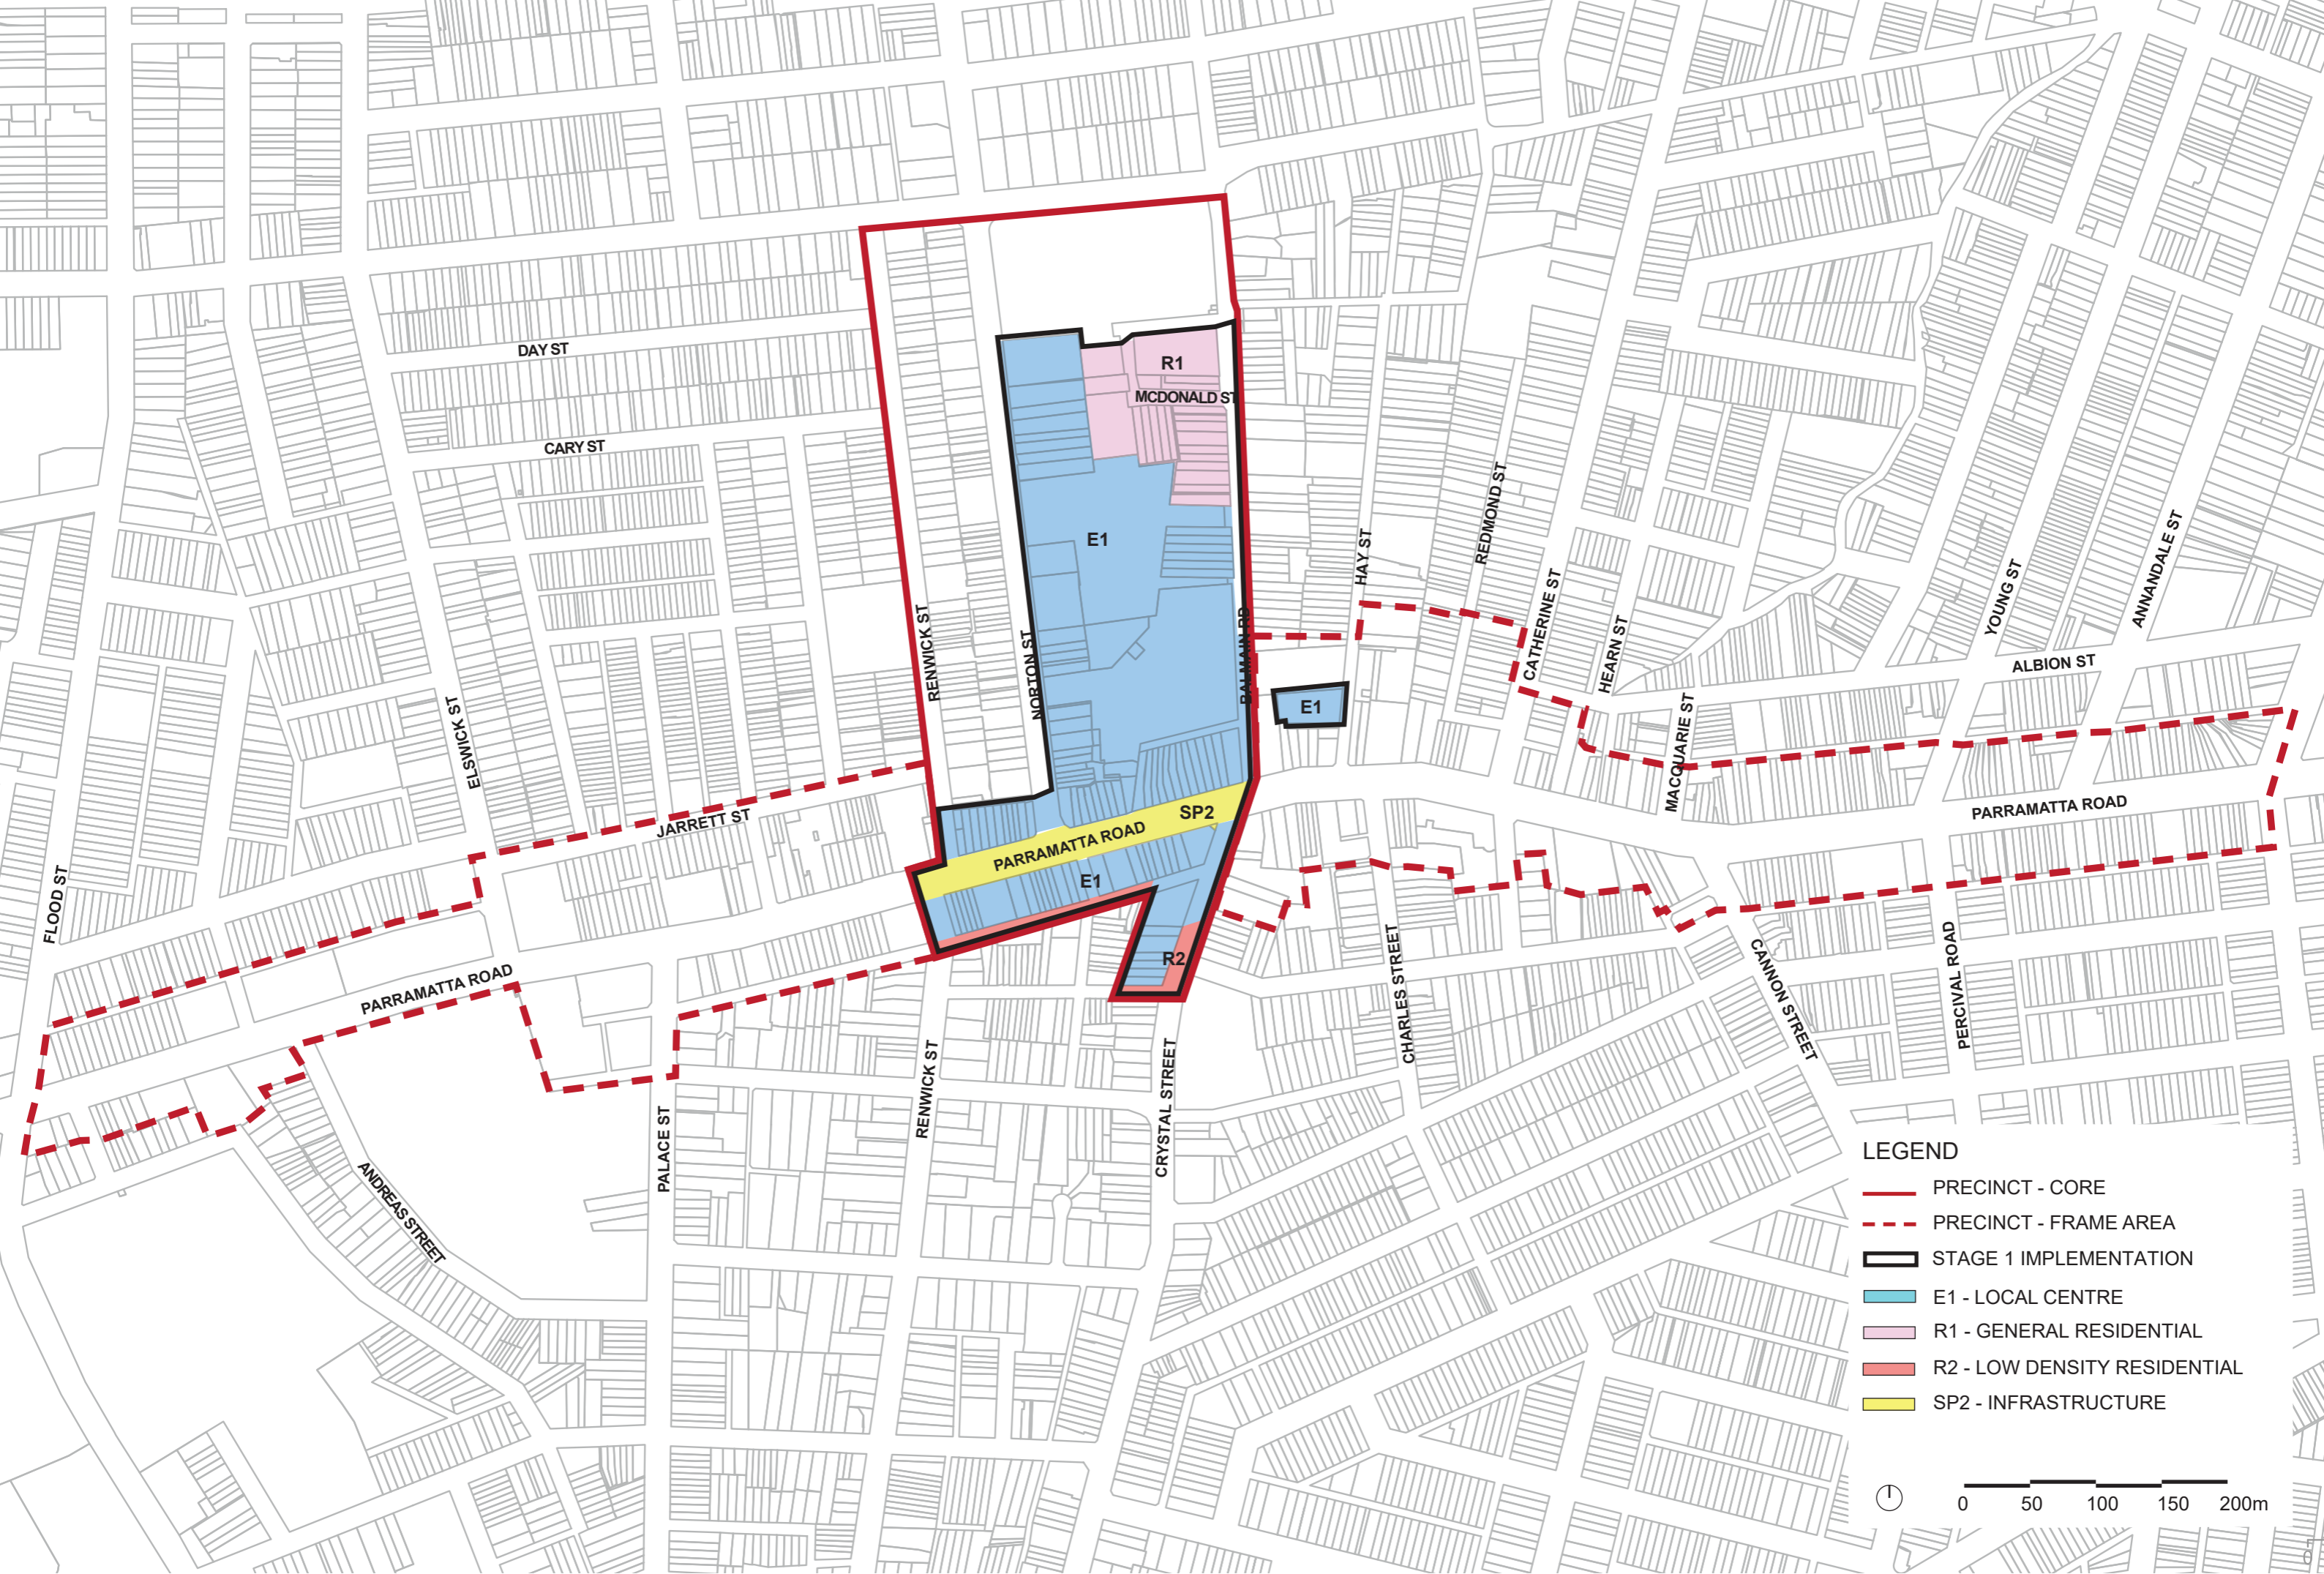 DAY ST
R1
MCDONALD ST
CARY ST
E1
HAY ST
REDMOND ST
CATHERINE ST
HEARN ST
YOUNG ST
ANNANDALE ST
RENWICK ST
NORTON ST
BALMAIN RD
ALBION ST
E1
ELSWICK ST
MACQUARIE ST
JARRETT ST
SP2
PARRAMATTA ROAD
PARRAMATTA ROAD
E1
FLOOD ST
PARRAMATTA ROAD
R2
CHARLES STREET
CANNON STREET
PERCIVAL ROAD
RENWICK ST
CRYSTAL STREET
PALACE ST
ANDREAS STREET
LEGEND
PRECINCT - CORE
PRECINCT - FRAME AREA
STAGE 1 IMPLEMENTATION
E1 - LOCAL CENTRE
R1 - GENERAL RESIDENTIAL
R2 - LOW DENSITY RESIDENTIAL
SP2 - INFRASTRUCTURE
0 50 100 150 200m